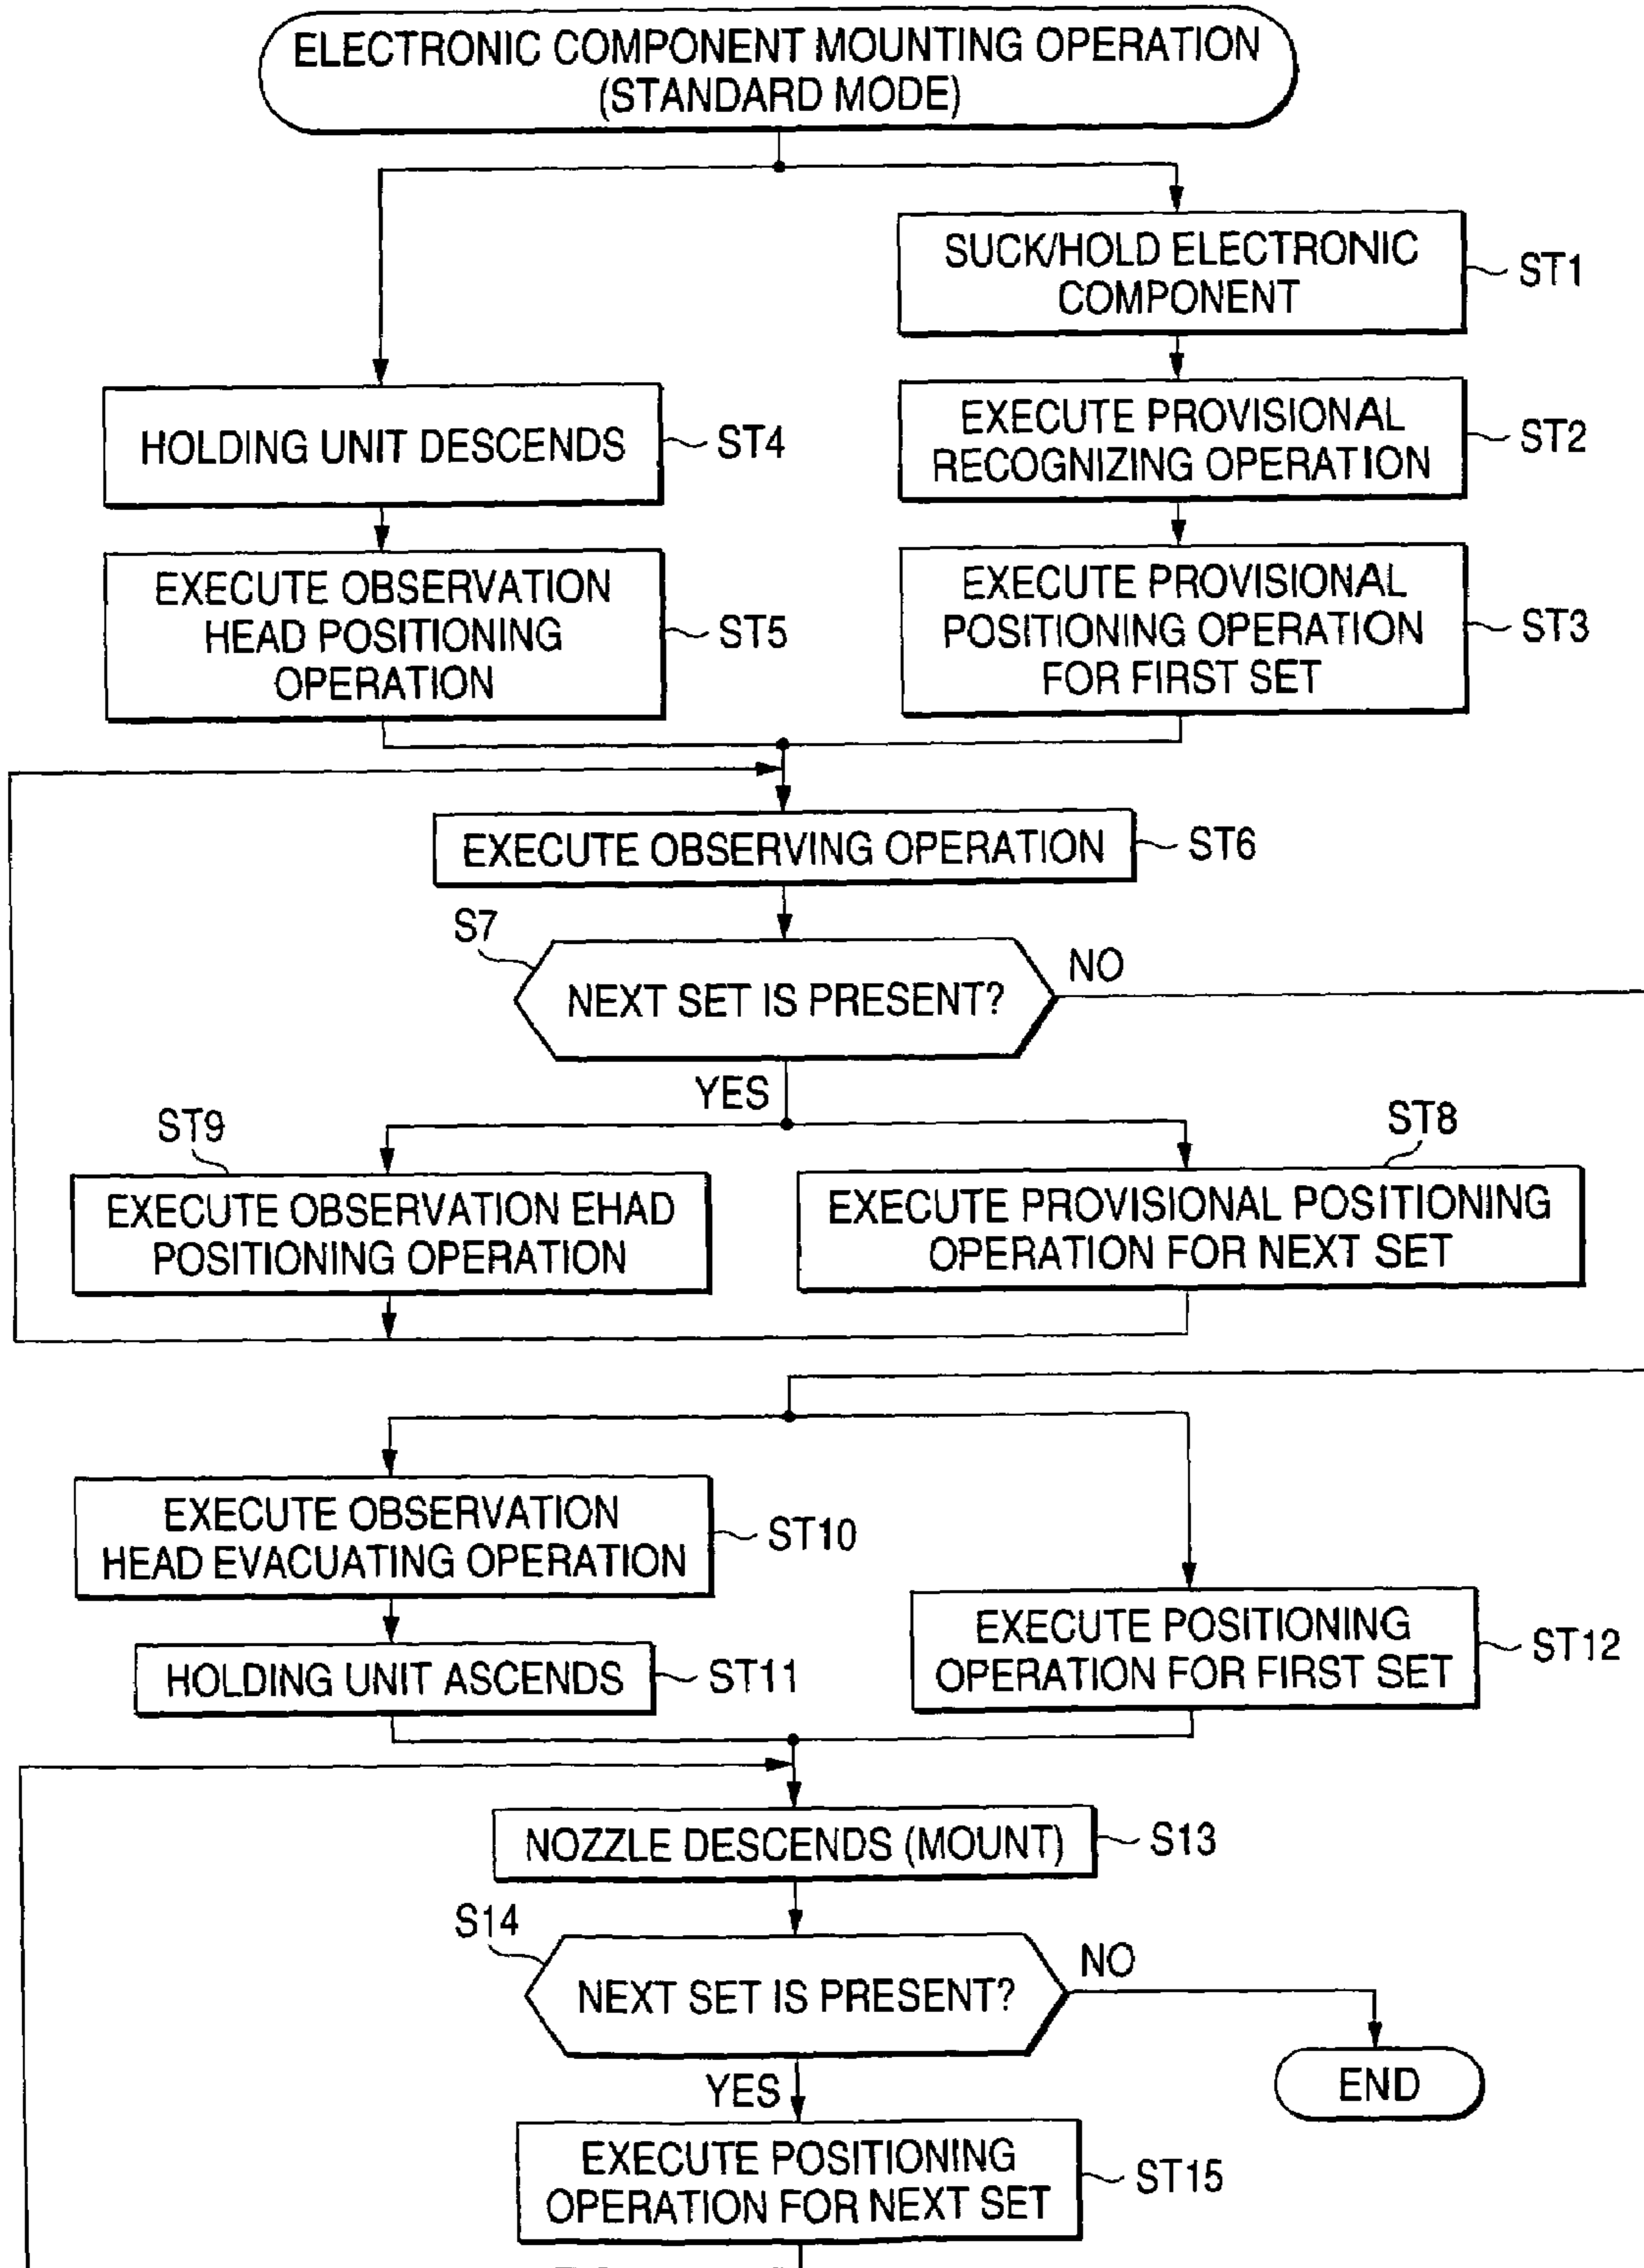 ELECTRONIC COMPONENT MOUNTING OPERATION
(STANDARD MODE)
SUCK/HOLD ELECTRONIC
COMPONENT
ST1
EXECUTE PROVISIONAL
RECOGNIZING OPERATION
ST2
HOLDING UNIT DESCENDS
ST4
EXECUTE PROVISIONAL
POSITIONING OPERATION
FOR FIRST SET
ST3
EXECUTE OBSERVATION
HEAD POSITIONING
OPERATION
ST5
EXECUTE OBSERVING OPERATION
ST6
S7
NEXT SET IS PRESENT?
NO
YES
ST9
EXECUTE OBSERVATION EHAD
POSITIONING OPERATION
ST8
EXECUTE PROVISIONAL POSITIONING
OPERATION FOR NEXT SET
EXECUTE OBSERVATION
HEAD EVACUATING OPERATION
ST10
HOLDING UNIT ASCENDS
ST11
EXECUTE POSITIONING
OPERATION FOR FIRST SET
ST12
NOZZLE DESCENDS (MOUNT)
S13
S14
NEXT SET IS PRESENT?
NO
END
YES
EXECUTE POSITIONING
OPERATION FOR NEXT SET
ST15